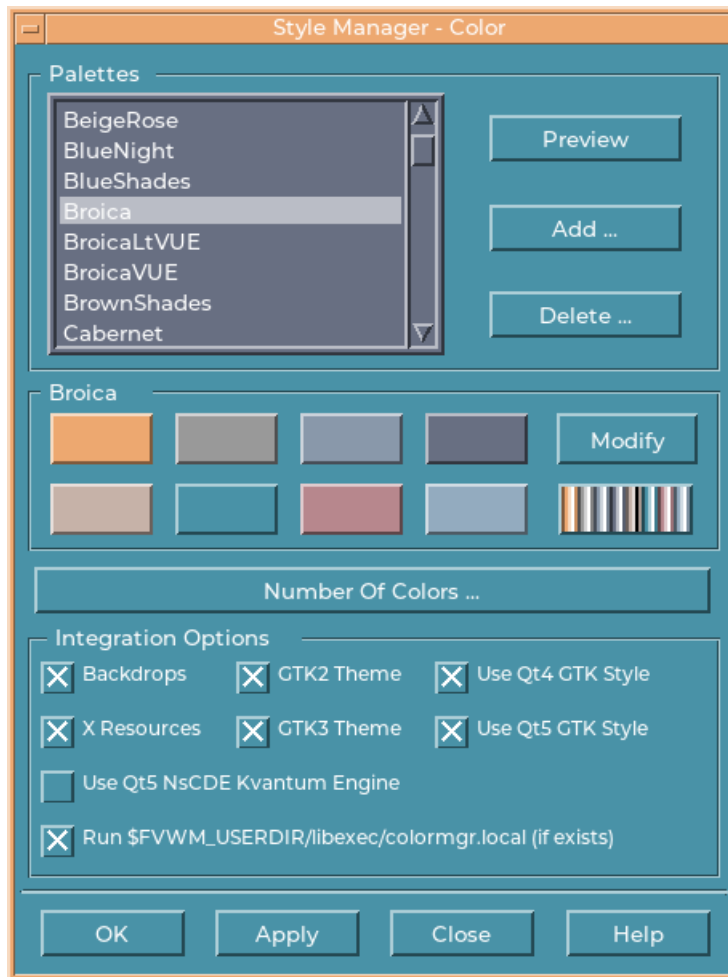 Style Manager - Color
Palettes
BeigeRose
BlueNight
BlueShades
Broica
BroicaLtVUE
BroicaVUE
BrownShades
Cabernet
Preview
Add ...
Delete ...
Broica
Modify
Number Of Colors ...
Integration Options
Backdrops GTK2 Theme Use Qt4 GTK Style
X Resources GTK3 Theme Use Qt5 GTK Style
Use Qt5 NsCDE Kvantum Engine
Run $FVWM_USERDIR/libexec/colormgr.local (if exists)
OK Apply Close Help